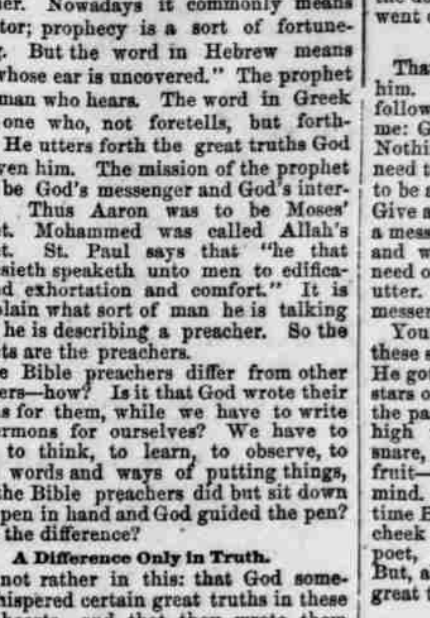 er. Nowadays it commonly means
tor; prophecy is a sort of fortune-
g. But the word in Hebrew means
whose ear is uncovered." The prophet
man who hears. The word in Greek
one who, not foretells, but forth-
He utters forth the great truths God
ven him. The mission of the prophet
be God's messenger and God's inter-
Thus Aaron was to be Moses'
t. Mohammed was called Allah's
t. St. Paul says that "he that
sieth speaketh unto men to edifica-
d exhortation and comfort." It is
plain what sort of man he is talking
he is describing a preacher. So the
ts are the preachers.
e Bible preachers differ from other
ers—how? Is it that God wrote their
s for them, while we have to write
ermons for ourselves? We have to
to think, to learn, to observe, to
words and ways of putting things,
the Bible preachers did but sit down
pen in hand and God guided the pen?
the difference?
A Difference Only in Truth.
not rather in this: that God some-
hispered certain great truths in these
hearts, and that they wrote them
went
Tha
him.
follow
me: G
Nothi
need t
to be a
Give a
a mess
and w
need o
utter.
messen
You
these s
He go
stars o
the pa
high
snare,
fruit—
mind.
time B
cheek
poet,
But, a
great t